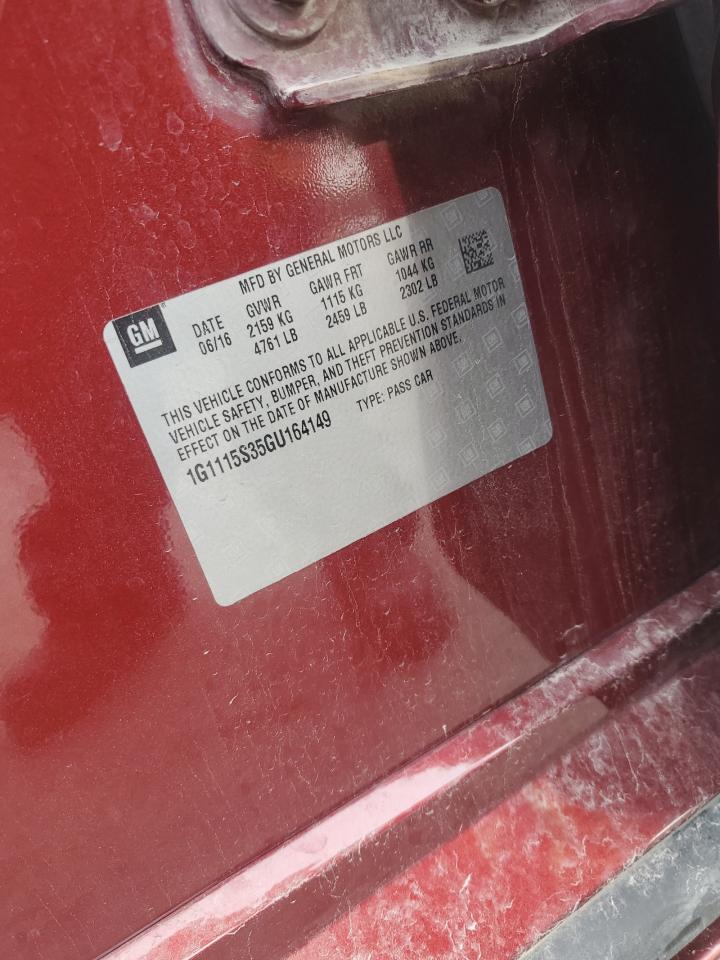 GM
MFD BY GENERAL MOTORS LLC
DATE GVWR GAWR FRT GAWR RR
06/16 2159 KG 1115 KG 1044 KG
4761 LB 2459 LB 2302 LB
THIS VEHICLE CONFORMS TO ALL APPLICABLE U.S. FEDERAL MOTOR
VEHICLE SAFETY, BUMPER, AND THEFT PREVENTION STANDARDS IN
EFFECT ON THE DATE OF MANUFACTURE SHOWN ABOVE.
1G1115S35GU164149 TYPE: PASS CAR